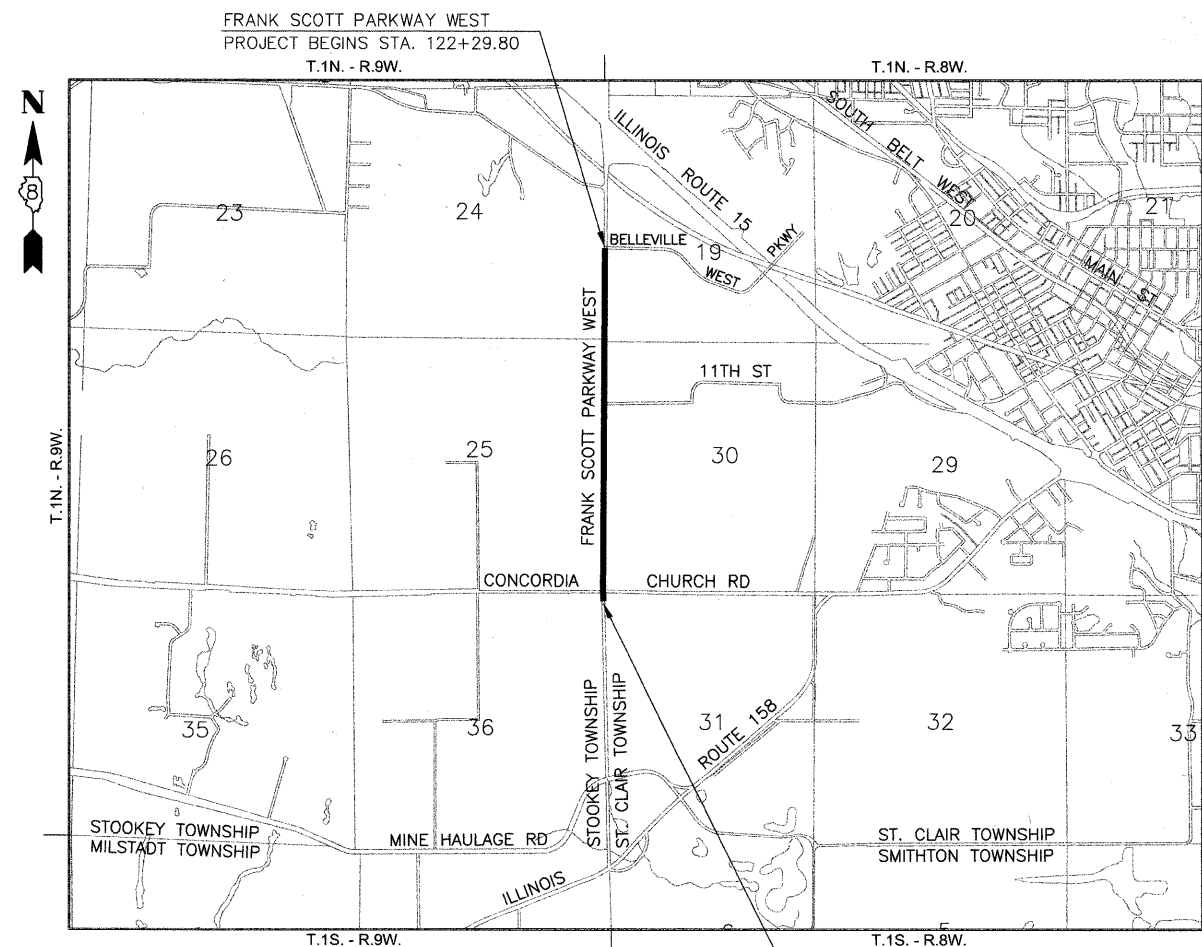 FRANK SCOTT PARKWAY WEST
PROJECT BEGINS STA. 122+29.80
T.1N. - R.9W.
T.1N. - R.8W.
N
8
ILLINOIS ROUTE 15
SOUTH BELT WEST
23
24
20
21
BELLEVILLE
19
WEST
PKWY
MAIN ST
FRANK SCOTT PARKWAY WEST
11TH ST
T.1N. - R.9W.
26
25
30
29
CONCORDIA
CHURCH RD
STOOKEY TOWNSHIP
ST. CLAIR TOWNSHIP
35
36
31
ROUTE 158
32
33
STOOKEY TOWNSHIP
MILSTADT TOWNSHIP
MINE HAULAGE RD
ST. CLAIR TOWNSHIP
SMITHTON TOWNSHIP
ILLINOIS
T.1S. - R.9W.
T.1S. - R.8W.